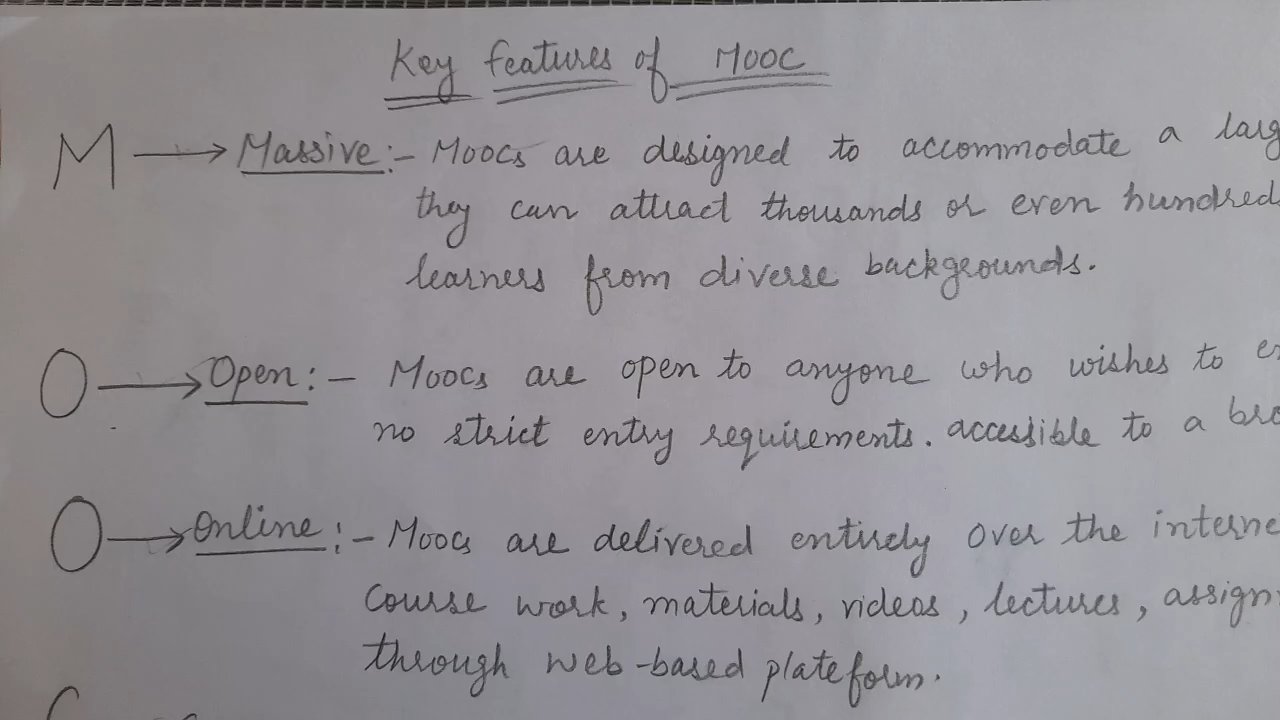 Key features of MOOC
M → Massive :- MOOCs are designed to accommodate a larg
they can attract thousands or even hundred
learners from diverse backgrounds.
O → Open :- MOOCs are open to anyone who wishes to
no strict entry requirements. accessible to a bro
O → Online :- MOOCs are delivered entirely over the interne
Course work, materials, videos, lectures, assign
through web-based plateform.